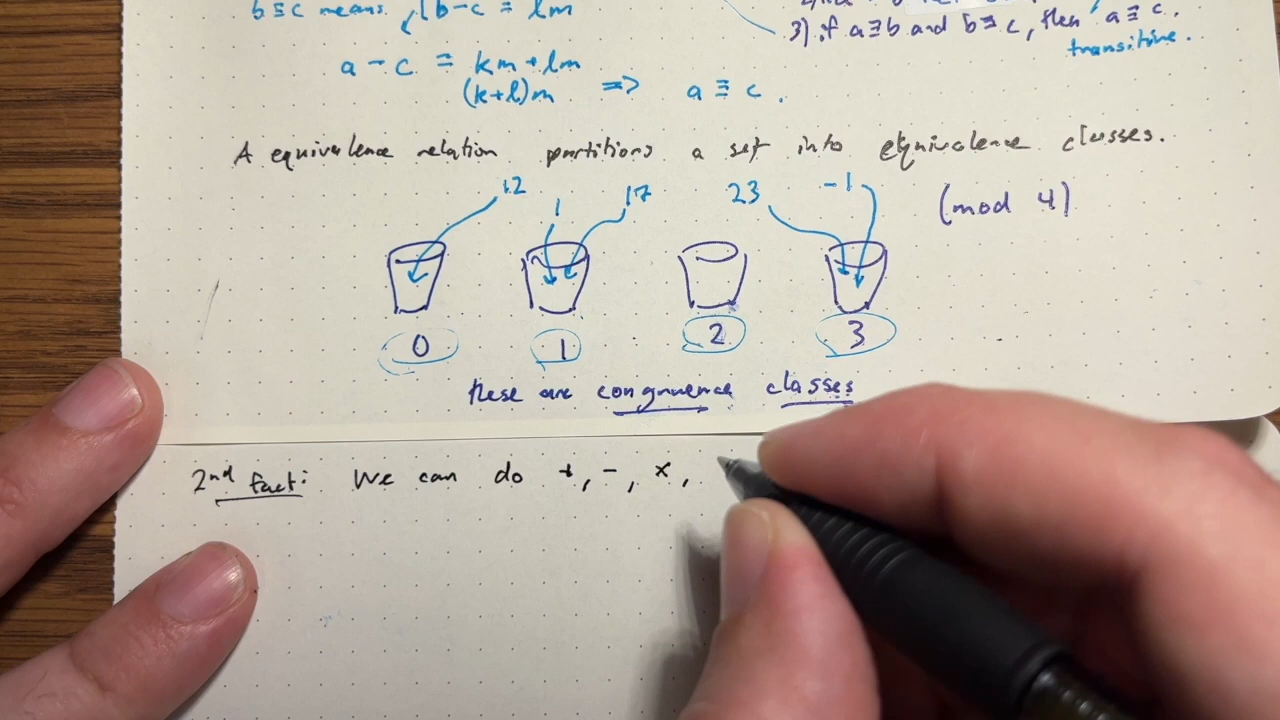 b ≡ c means b-c = lm
3) if a≡b and b≡c, then a ≡ c.
transitive.
a - c = km + lm
(k+l)m => a ≡ c.
A equivalence relation partitions a set into equivalence classes.
12 1 17 23 -1 (mod 4)
0 1 2 3
these are congruence classes
2nd fact: We can do +, -, x,